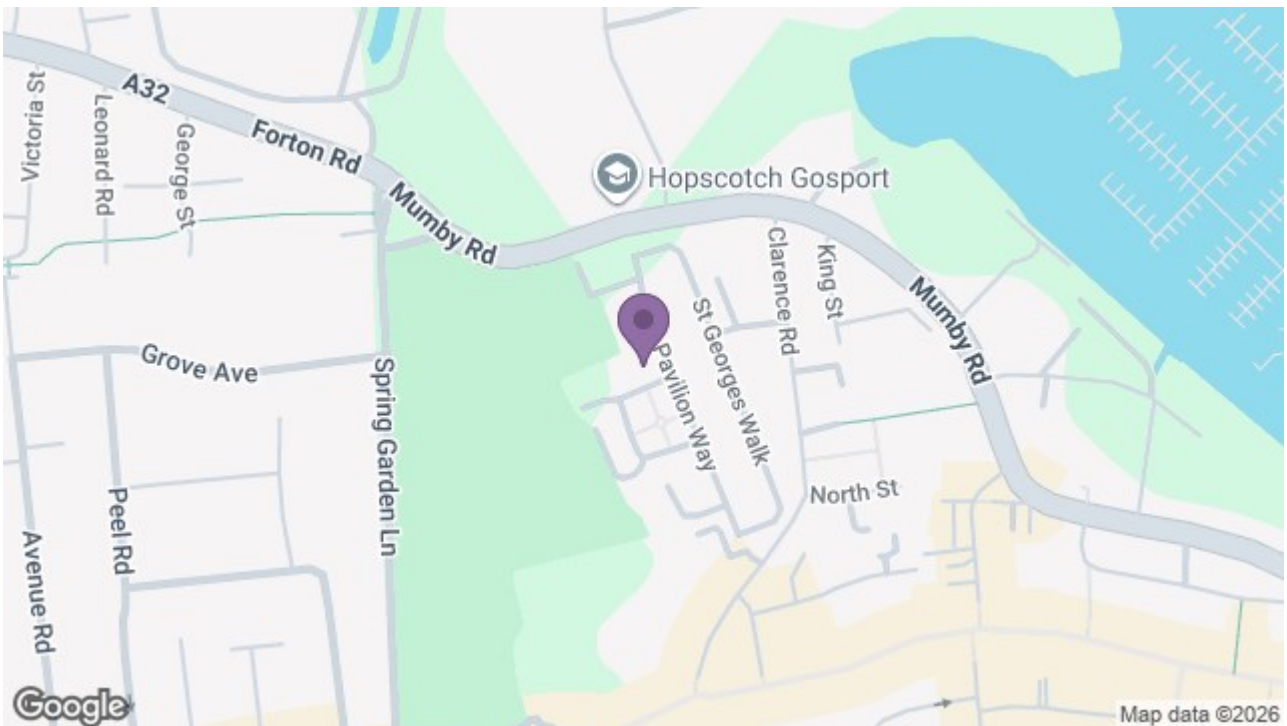 A32
Forton Rd
Mumby Rd
Victoria St
Leonard Rd
George St
Hopscotch Gosport
Clarence Rd
King St
Mumby Rd
St Georges Walk
Pavilion Way
Grove Ave
Spring Garden Ln
Peel Rd
Avenue Rd
North St
Google
Map data ©2026